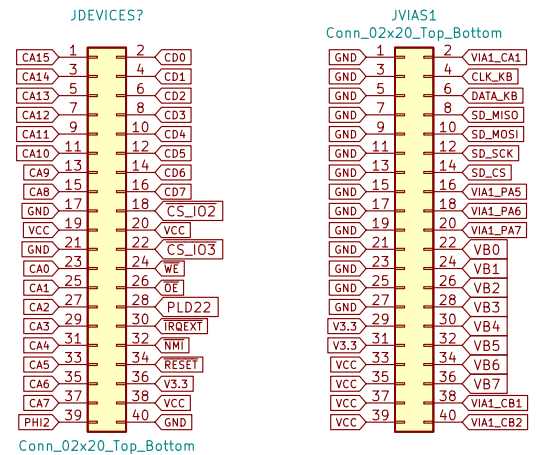 JDEVICES?
CA15 1 2 CD0
CA14 3 4 CD1
CA13 5 6 CD2
CA12 7 8 CD3
CA11 9 10 CD4
CA10 11 12 CD5
CA9 13 14 CD6
CA8 15 16 CD7
GND 17 18 CS_IO2
VCC 19 20 VCC
GND 21 22 CS_IO3
CA0 23 24 WE
CA1 25 26 OE
CA2 27 28 PLD22
CA3 29 30 IRQEXT
CA4 31 32 NMI
CA5 33 34 RESET
CA6 35 36 V3.3
CA7 37 38 VCC
PHI2 39 40 GND
Conn_02x20_Top_Bottom
JVIAS1
Conn_02x20_Top_Bottom
GND 1 2 VIA1_CA1
GND 3 4 CLK_KB
GND 5 6 DATA_KB
GND 7 8 SD_MISO
GND 9 10 SD_MOSI
GND 11 12 SD_SCK
GND 13 14 SD_CS
GND 15 16 VIA1_PA5
GND 17 18 VIA1_PA6
GND 19 20 VIA1_PA7
GND 21 22 VB0
GND 23 24 VB1
GND 25 26 VB2
GND 27 28 VB3
V3.3 29 30 VB4
V3.3 31 32 VB5
VCC 33 34 VB6
VCC 35 36 VB7
VCC 37 38 VIA1_CB1
VCC 39 40 VIA1_CB2